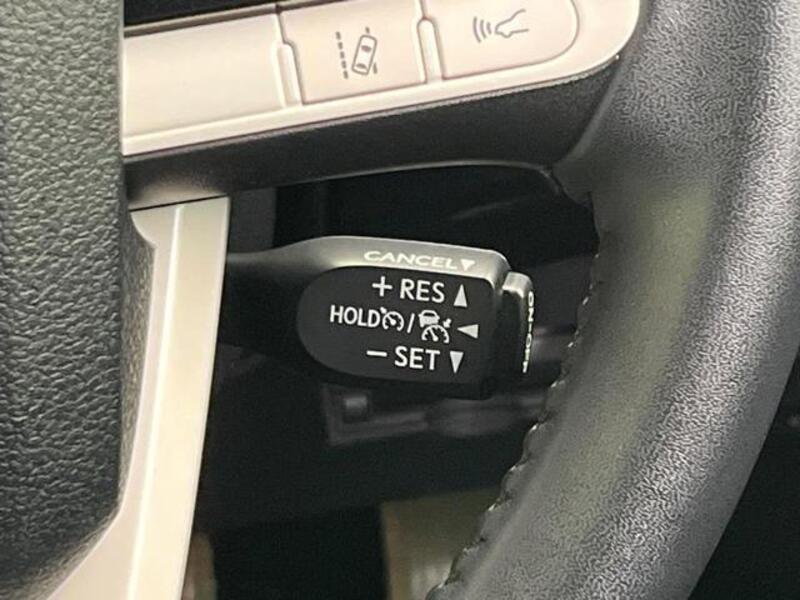 CANCEL▼
+ RES ▲
HOLD / ◀
− SET ▼
ON-OFF